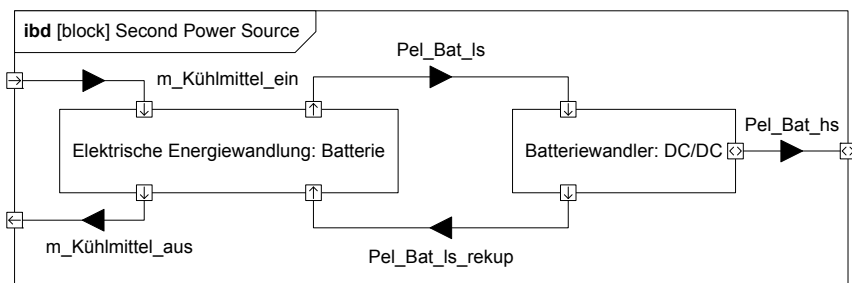 ibd [block] Second Power Source
Pel_Bat_ls
m_Kühlmittel_ein
Pel_Bat_hs
Elektrische Energiewandlung: Batterie
Batteriewandler: DC/DC
m_Kühlmittel_aus
Pel_Bat_ls_rekup